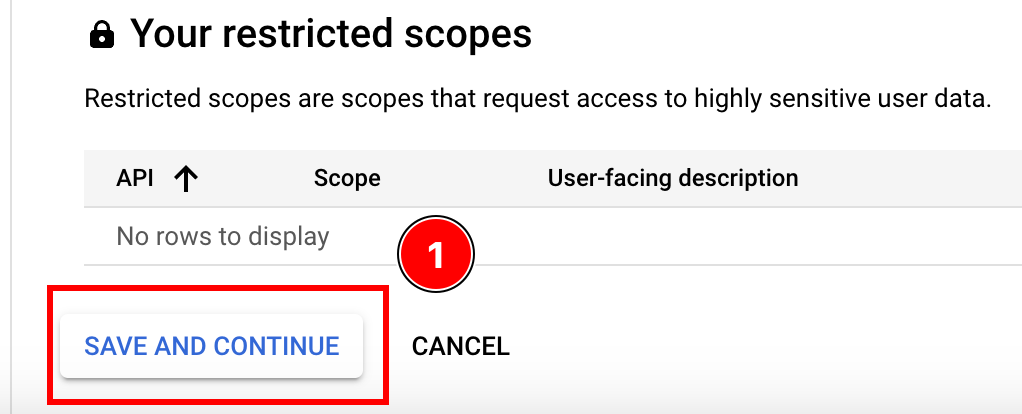 Your restricted scopes
Restricted scopes are scopes that request access to highly sensitive user data.
API Scope User-facing description
No rows to display
1
SAVE AND CONTINUE CANCEL